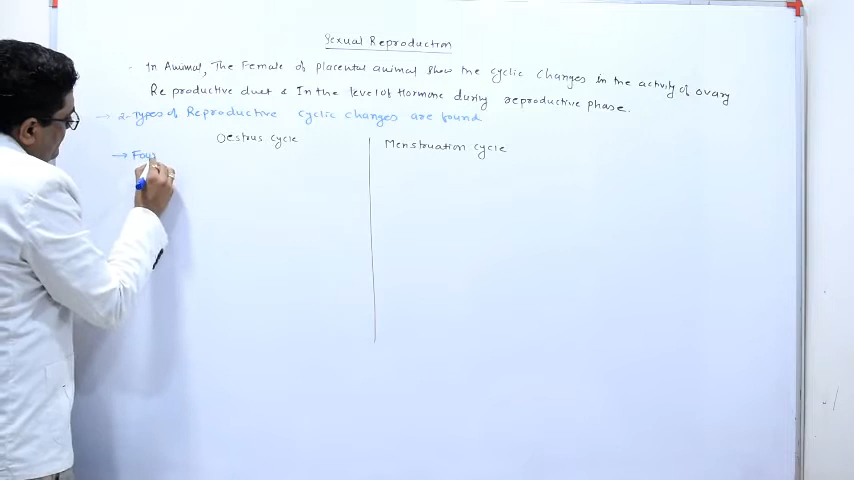 Sexual Reproduction
- In Animal, The Female of placental animal show the cyclic changes in the activity of ovary
Reproductive duct & In the level of Hormone during reproductive phase.
→ 2-Types of Reproductive cyclic changes are found
Oestrus cycle
Menstruation cycle
→ Fou